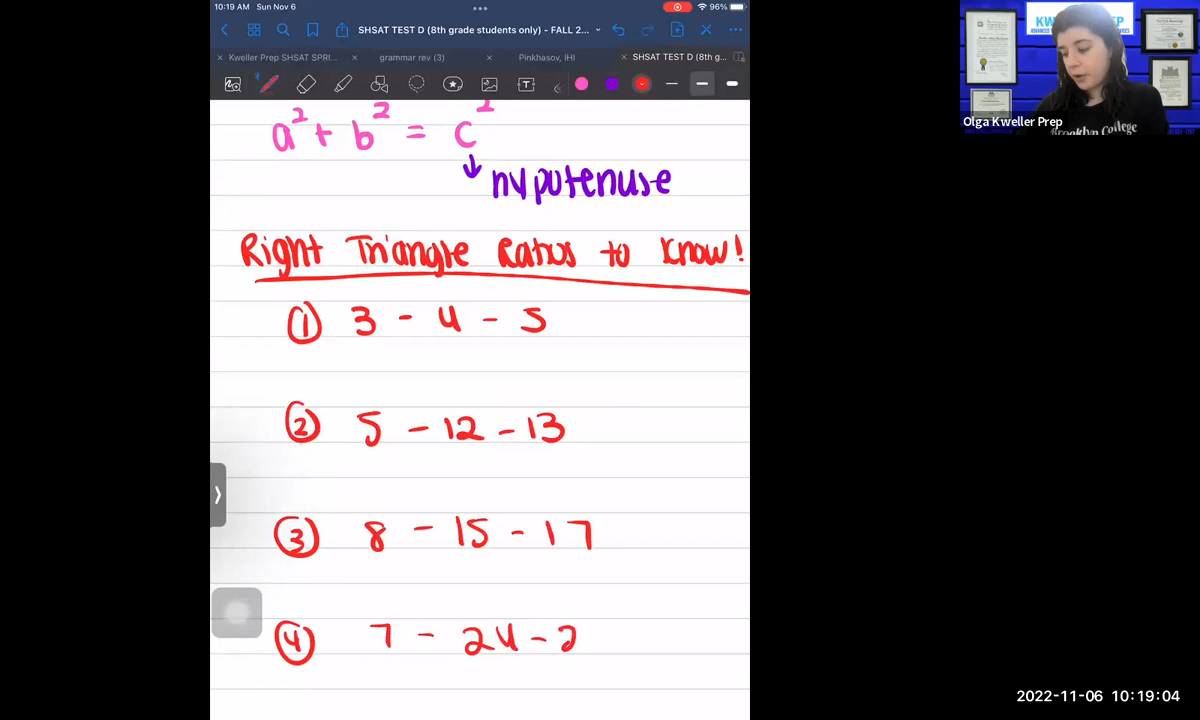 10:19 AM Sun Nov 6
96%
SHSAT TEST D (8th grade students only) - FALL 2...
Kweller Prep SHSAT SPRI...
grammar rev (3)
Pinkhasov, IHI
SHSAT TEST D (8th g...
a² + b² = c²
hypotenuse
Right Triangle Ratios to Know!
① 3 - 4 - 5
② 5 - 12 - 13
③ 8 - 15 - 17
④ 7 - 24 - 2
Olga Kweller Prep
Brooklyn College
2022-11-06 10:19:04